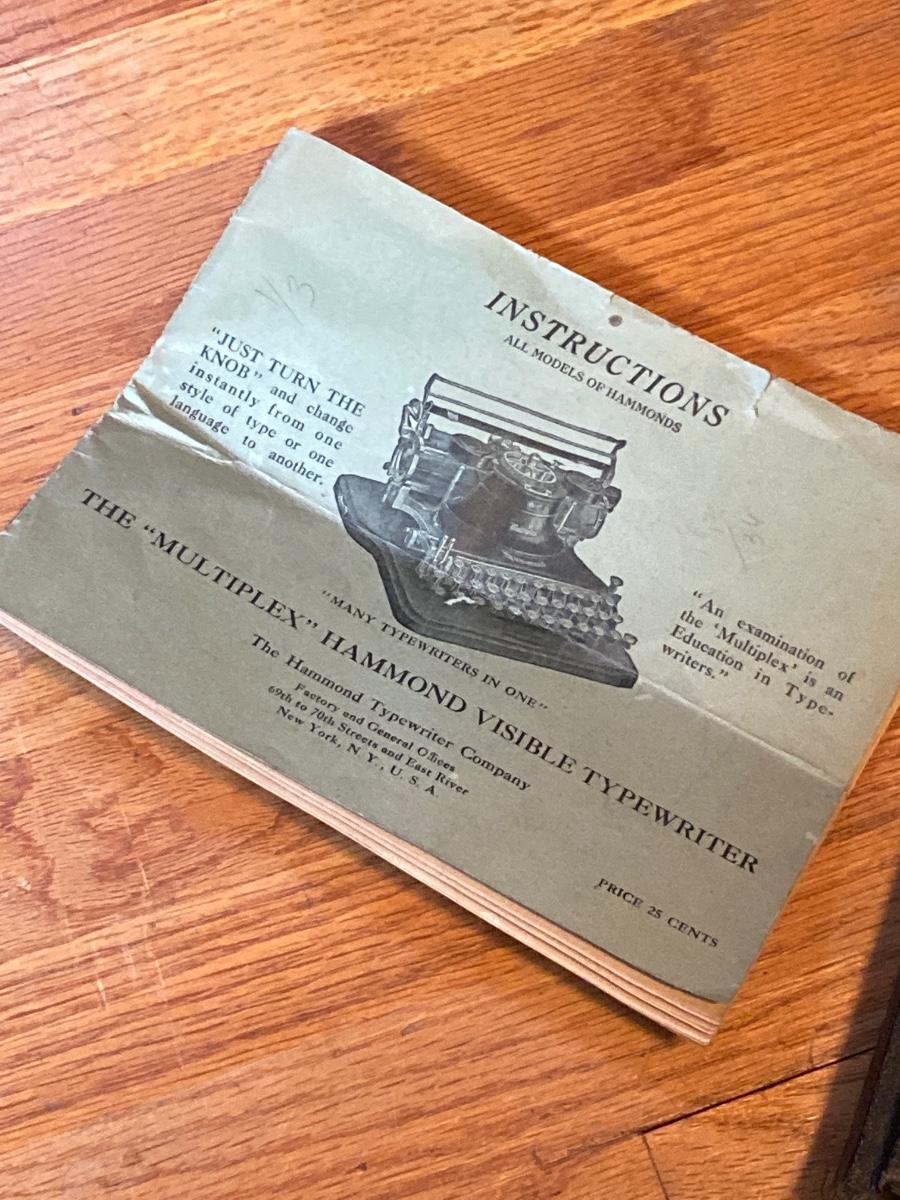 INSTRUCTIONS
ALL MODELS OF HAMMONDS
"JUST TURN THE
KNOB" and change
instantly from one
style of type or one
language to another.
"An examination of
the 'Multiplex' is an
Education in Type-
writers."
"MANY TYPEWRITERS IN ONE"
THE "MULTIPLEX" HAMMOND VISIBLE TYPEWRITER
The Hammond Typewriter Company
Factory and General Offices
69th to 70th Streets and East River
New York, N. Y., U. S. A.
PRICE 25 CENTS